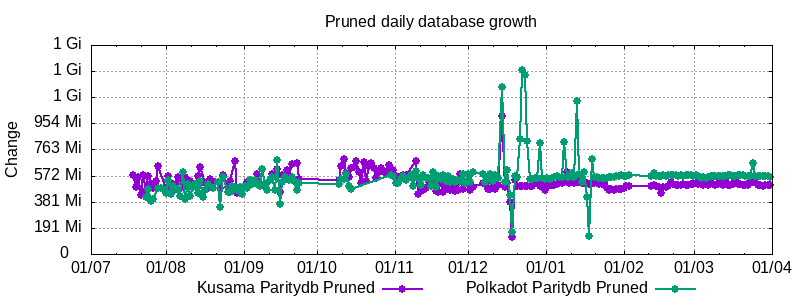 Pruned daily database growth
Change
1 Gi
1 Gi
1 Gi
954 Mi
763 Mi
572 Mi
381 Mi
191 Mi
0
01/07 01/08 01/09 01/10 01/11 01/12 01/01 01/02 01/03 01/04
Kusama Paritydb Pruned Polkadot Paritydb Pruned